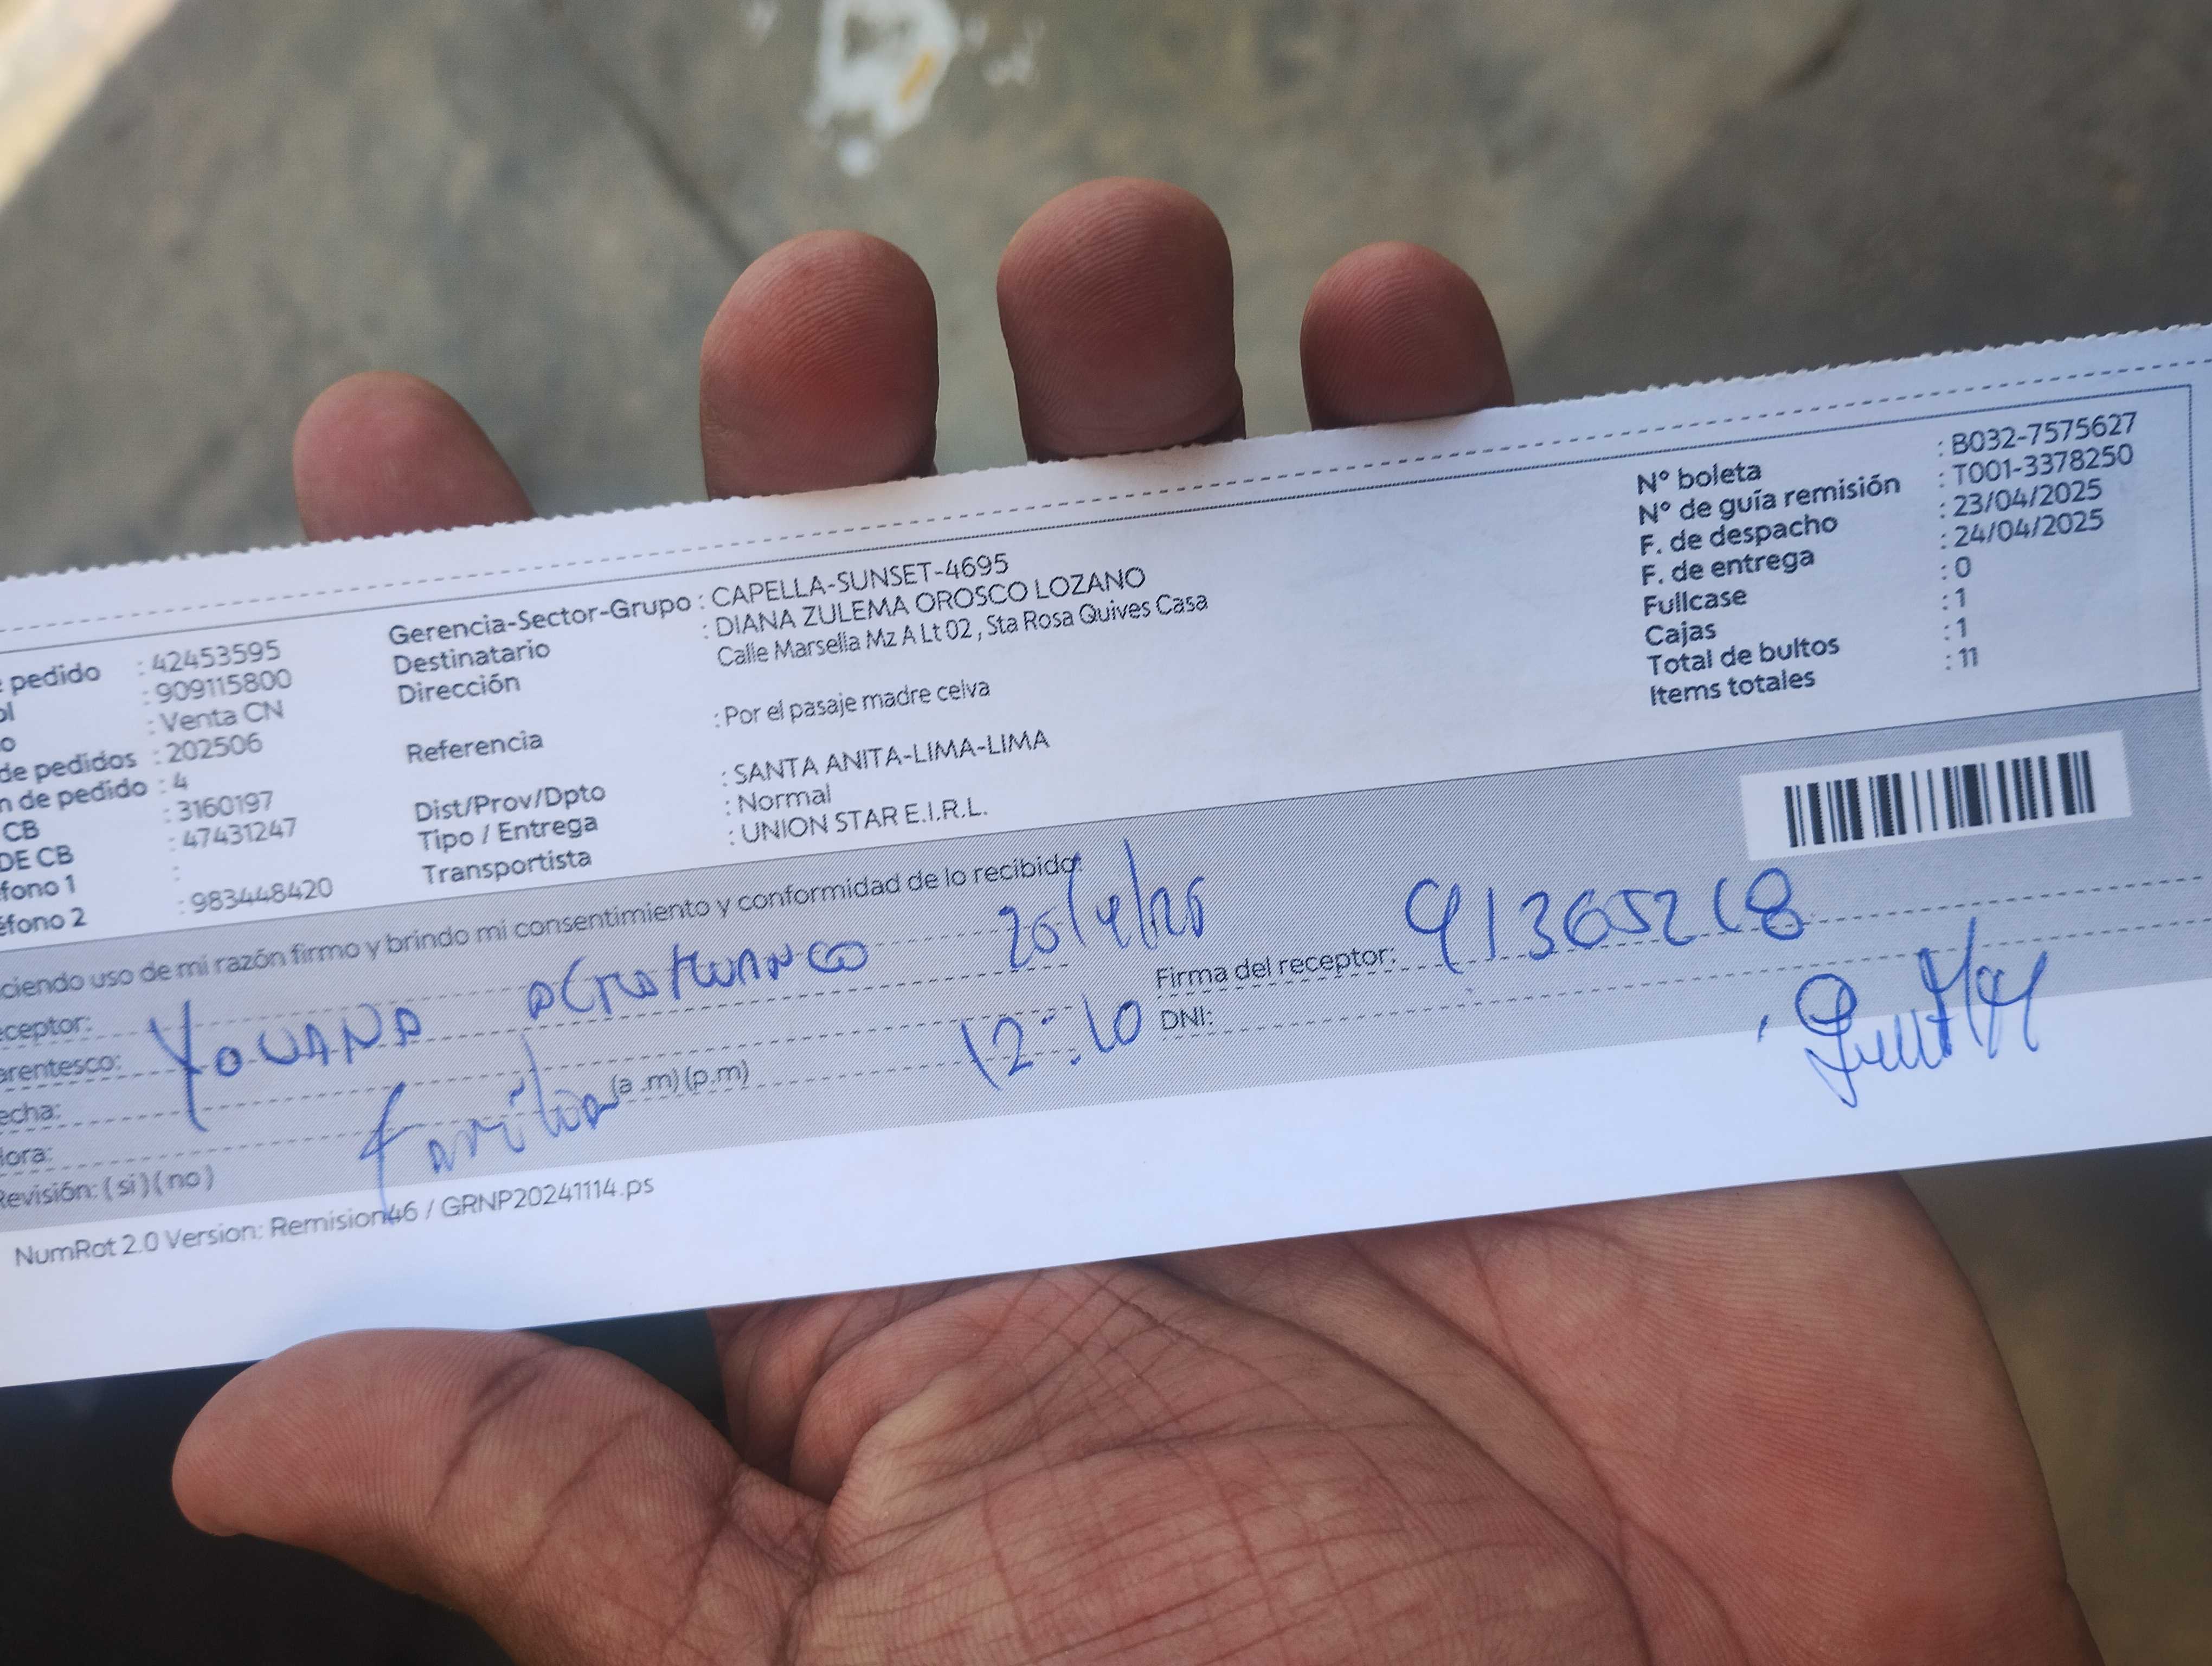 pedido : 42453595
: 909115800
: Venta CN
de pedidos : 202506
n de pedido : 4
CB : 3160197
DE CB : 47431247
fono 1 :
éfono 2 : 983448420
Gerencia-Sector-Grupo : CAPELLA-SUNSET-4695
Destinatario : DIANA ZULEMA OROSCO LOZANO
Dirección Calle Marsella Mz A Lt 02 , Sta Rosa Quives Casa
Referencia : Por el pasaje madre celva
Dist/Prov/Dpto : SANTA ANITA-LIMA-LIMA
Tipo / Entrega : Normal
Transportista : UNION STAR E.I.R.L.
N° boleta : B032-7575627
N° de guía remisión : T001-3378250
F. de despacho : 23/04/2025
F. de entrega : 24/04/2025
Fullcase : 0
Cajas : 1
Total de bultos : 1
Items totales : 11
ciendo uso de mi razón firmo y brindo mi consentimiento y conformidad de lo recibido:
eceptor: YOVANA
arentesco:
echa:
lora: (a .m) (p.m) 12:10
Revisión: ( si ) ( no )
Firma del receptor:
DNI:
NumRot 2.0 Version: Remision46 / GRNP20241114.ps